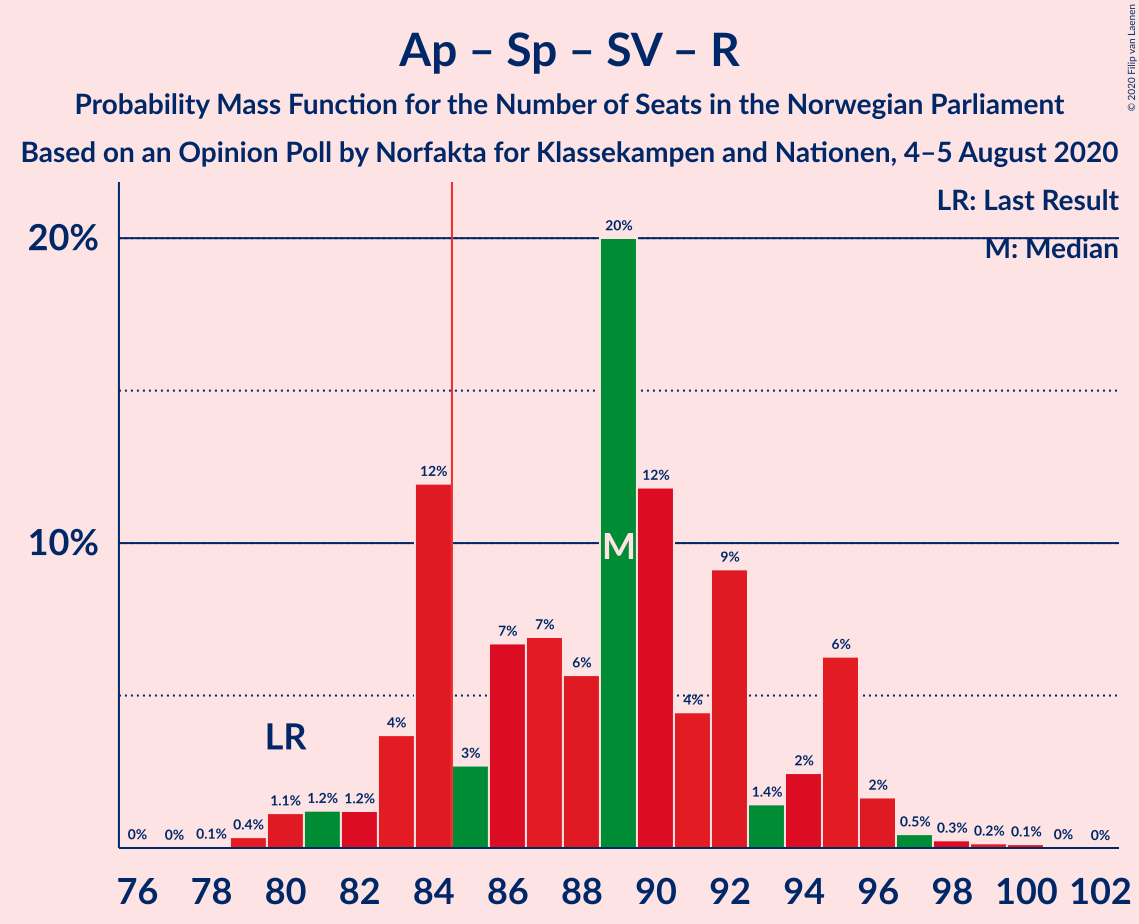 Ap – Sp – SV – R
Probability Mass Function for the Number of Seats in the Norwegian Parliament
Based on an Opinion Poll by Norfakta for Klassekampen and Nationen, 4–5 August 2020
© 2020 Filip van Laenen
LR: Last Result
M: Median
20%
10%
0% 0% 0.1% 0.4% 1.1% 1.2% 1.2% 4% 12% 3% 7% 7% 6% 20% 12% 4% 9% 1.4% 2% 6% 2% 0.5% 0.3% 0.2% 0.1% 0% 0%
LR
M
76 78 80 82 84 86 88 90 92 94 96 98 100 102